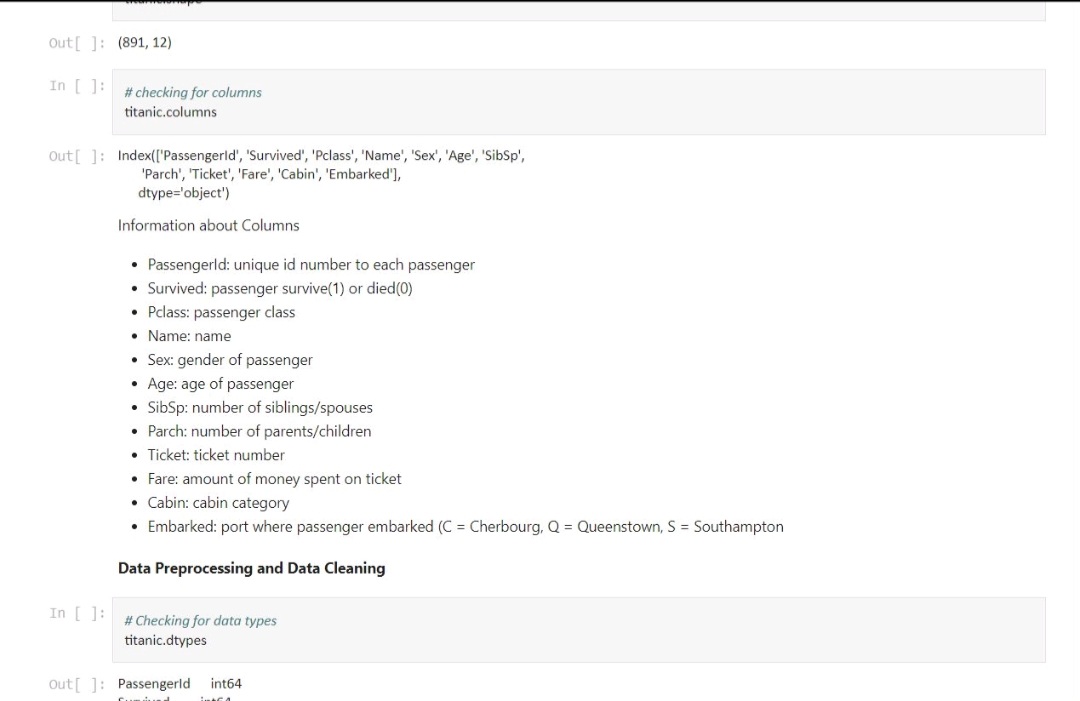 titanic.shape
Out[ ]: (891, 12)
In [ ]: # checking for columns
titanic.columns
Out[ ]: Index(['PassengerId', 'Survived', 'Pclass', 'Name', 'Sex', 'Age', 'SibSp',
'Parch', 'Ticket', 'Fare', 'Cabin', 'Embarked'],
dtype='object')
Information about Columns
• PassengerId: unique id number to each passenger
• Survived: passenger survive(1) or died(0)
• Pclass: passenger class
• Name: name
• Sex: gender of passenger
• Age: age of passenger
• SibSp: number of siblings/spouses
• Parch: number of parents/children
• Ticket: ticket number
• Fare: amount of money spent on ticket
• Cabin: cabin category
• Embarked: port where passenger embarked (C = Cherbourg, Q = Queenstown, S = Southampton
Data Preprocessing and Data Cleaning
In [ ]: # Checking for data types
titanic.dtypes
Out[ ]: PassengerId int64
Survived int64